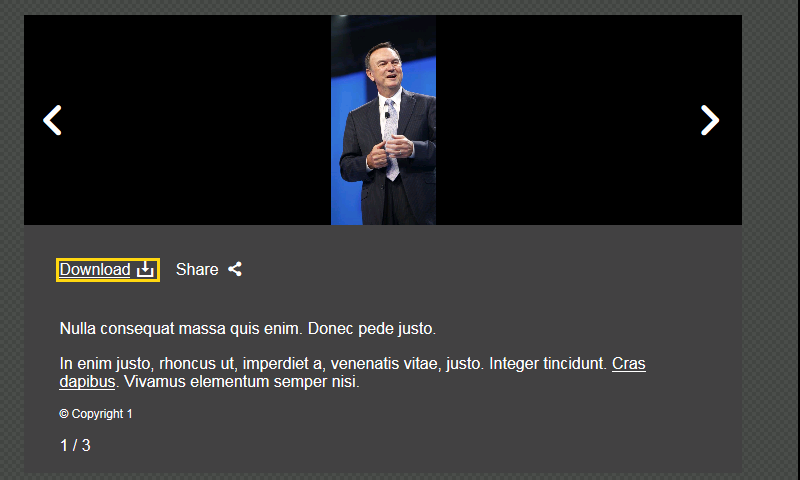 Download Share
Nulla consequat massa quis enim. Donec pede justo.
In enim justo, rhoncus ut, imperdiet a, venenatis vitae, justo. Integer tincidunt. Cras
dapibus. Vivamus elementum semper nisi.
© Copyright 1
1 / 3